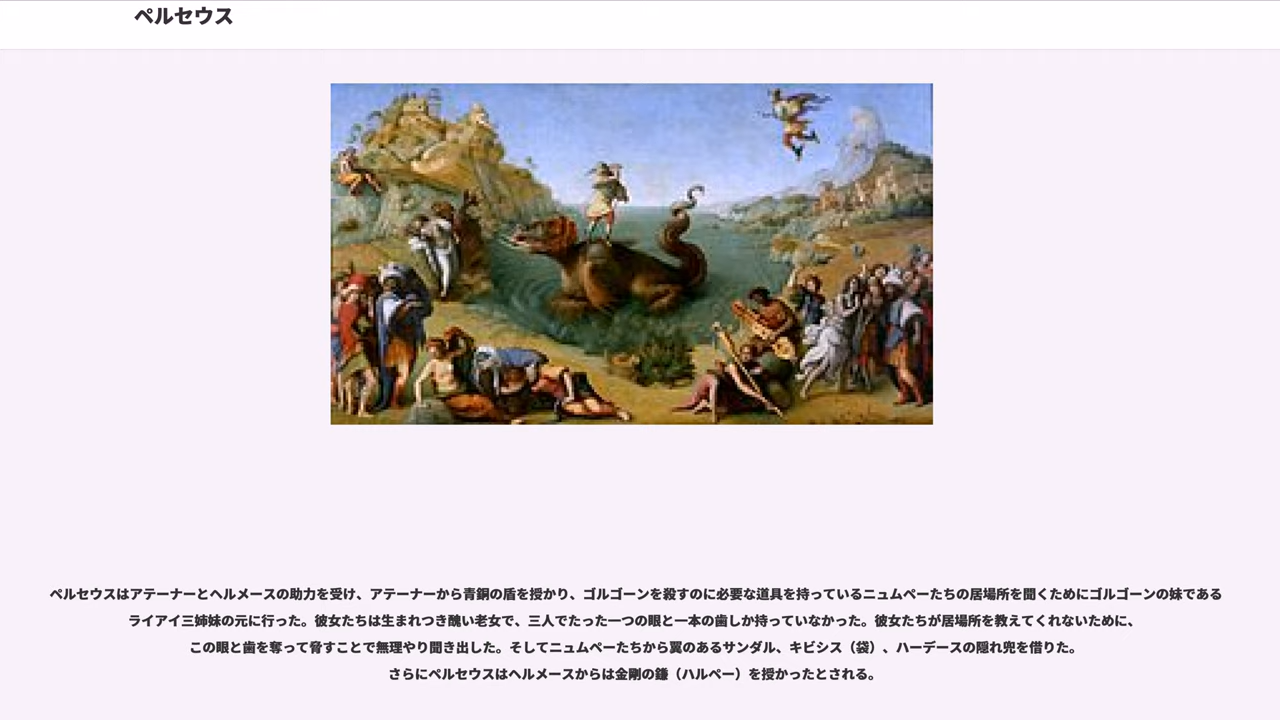 ペルセウス
ペルセウスはアテーナーとヘルメースの助力を受け、アテーナーから青銅の盾を授かり、ゴルゴーンを殺すのに必要な道具を持っているニュムペーたちの居場所を聞くためにゴルゴーンの妹である
ライアイ三姉妹の元に行った。彼女たちは生まれつき醜い老女で、三人でたった一つの眼と一本の歯しか持っていなかった。彼女たちが居場所を教えてくれないために、
この眼と歯を奪って脅すことで無理やり聞き出した。そしてニュムペーたちから翼のあるサンダル、キビシス（袋）、ハーデースの隠れ兜を借りた。
さらにペルセウスはヘルメースからは金剛の鎌（ハルペー）を授かったとされる。